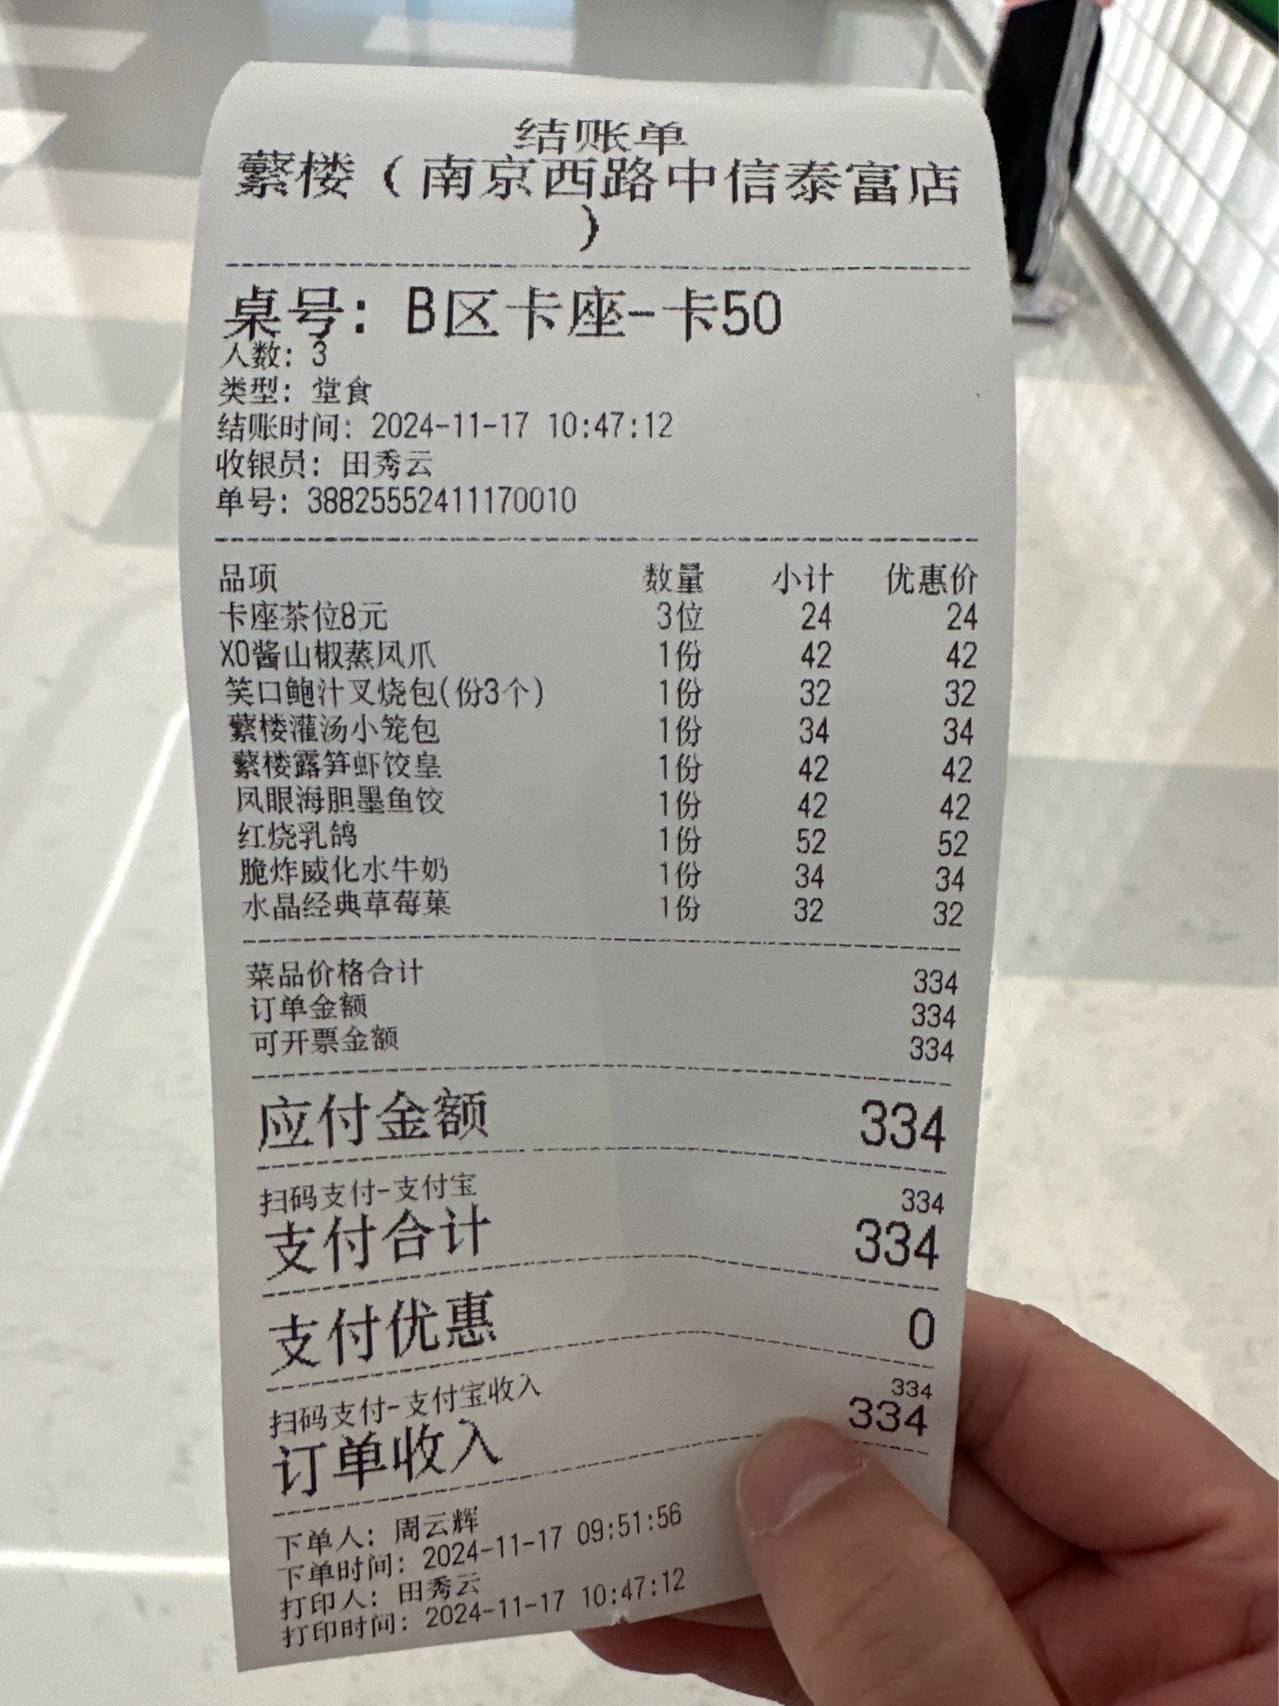 结账单
蘩楼（南京西路中信泰富店
）
桌号：B区卡座-卡50
人数：3
类型：堂食
结账时间：2024-11-17 10:47:12
收银员：田秀云
单号：38825552411170010
品项 数量 小计 优惠价
卡座茶位8元 3位 24 24
XO酱山椒蒸凤爪 1份 42 42
笑口鲍汁叉烧包(份3个) 1份 32 32
蘩楼灌汤小笼包 1份 34 34
蘩楼露笋虾饺皇 1份 42 42
凤眼海胆墨鱼饺 1份 42 42
红烧乳鸽 1份 52 52
脆炸威化水牛奶 1份 34 34
水晶经典草莓菓 1份 32 32
菜品价格合计 334
订单金额 334
可开票金额 334
应付金额 334
扫码支付-支付宝 334
支付合计 334
支付优惠 0
扫码支付-支付宝收入 334
订单收入 334
下单人：周云辉
下单时间：2024-11-17 09:51:56
打印人：田秀云
打印时间：2024-11-17 10:47:12